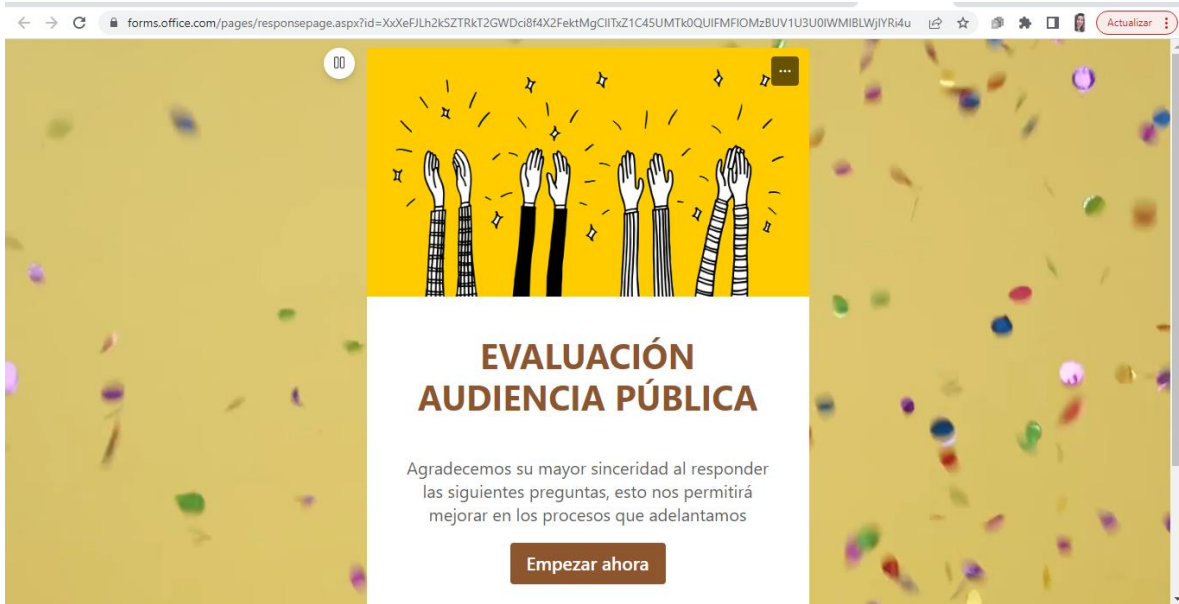 forms.office.com/pages/responsepage.aspx?id=XxXeFJLh2kSZTRkT2GWDci8f4X2FektMgCIITxZ1C45UMTk0QUIFMFIOMzBUV1U3U0lWMlBLWjlYRi4u
Actualizar
EVALUACIÓN
AUDIENCIA PÚBLICA
Agradecemos su mayor sinceridad al responder
las siguientes preguntas, esto nos permitirá
mejorar en los procesos que adelantamos
Empezar ahora